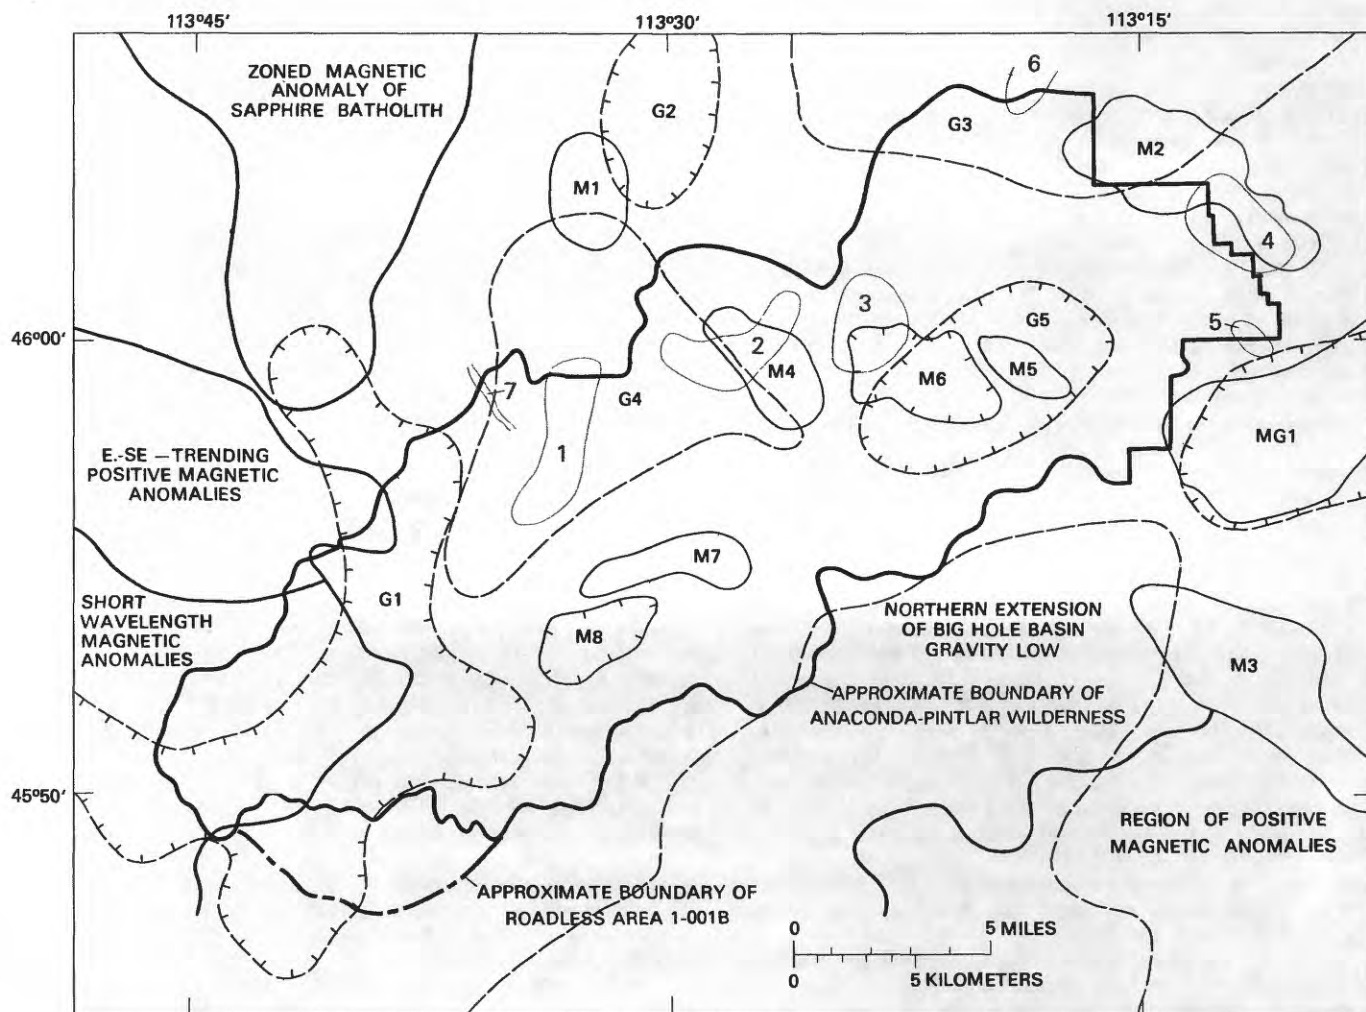 113°45'
113°30'
113°15'
ZONED MAGNETIC
ANOMALY OF
SAPPHIRE BATHOLITH
G2
6
G3
M2
M1
4
3
5
46°00'
G5
2
M4
M6
M5
7
G4
MG1
1
E.-SE — TRENDING
POSITIVE MAGNETIC
ANOMALIES
M7
SHORT
WAVELENGTH
MAGNETIC
ANOMALIES
G1
M8
NORTHERN EXTENSION
OF BIG HOLE BASIN
GRAVITY LOW
M3
APPROXIMATE BOUNDARY OF
ANACONDA-PINTLAR WILDERNESS
45°50'
REGION OF POSITIVE
MAGNETIC ANOMALIES
APPROXIMATE BOUNDARY OF
ROADLESS AREA 1-001B
0 5 MILES
0 5 KILOMETERS